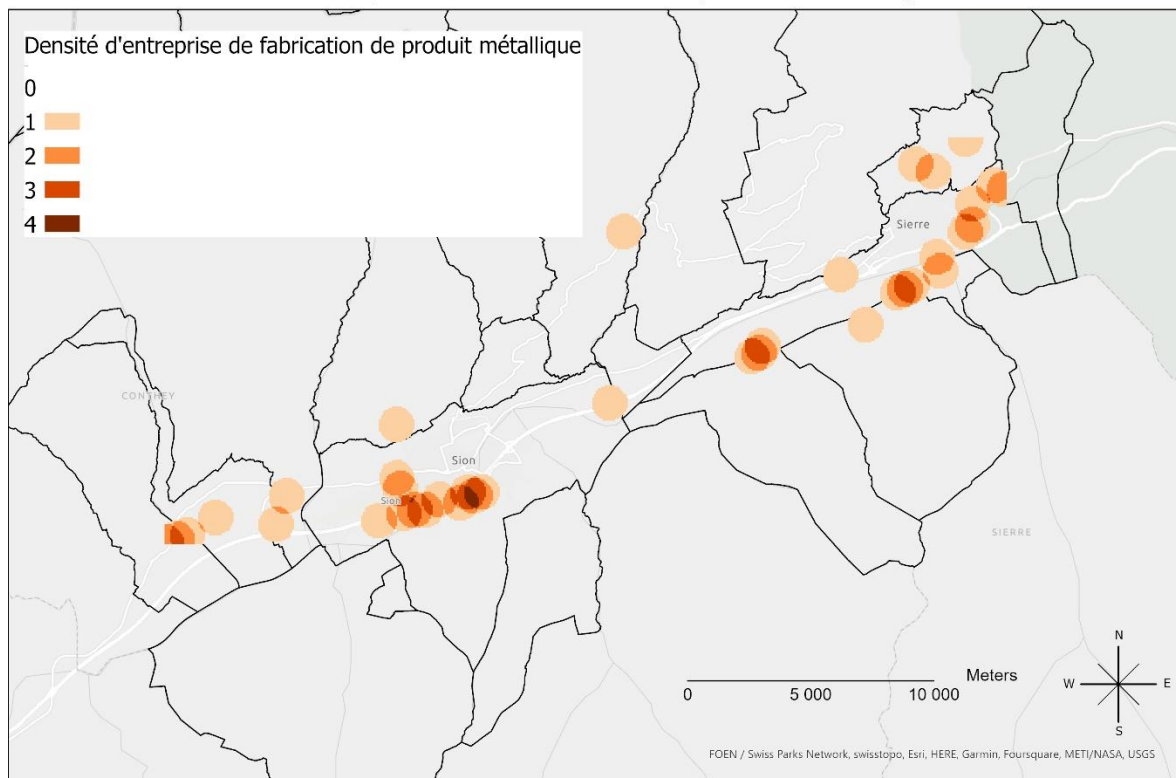 Densité d'entreprise de fabrication de produit métallique
0
1
2
3
4
Sierre
CONTHEY
Sion
Sion
SIERRE
N
W E
S
Meters
0 5 000 10 000
FOEN / Swiss Parks Network, swisstopo, Esri, HERE, Garmin, Foursquare, METI/NASA, USGS